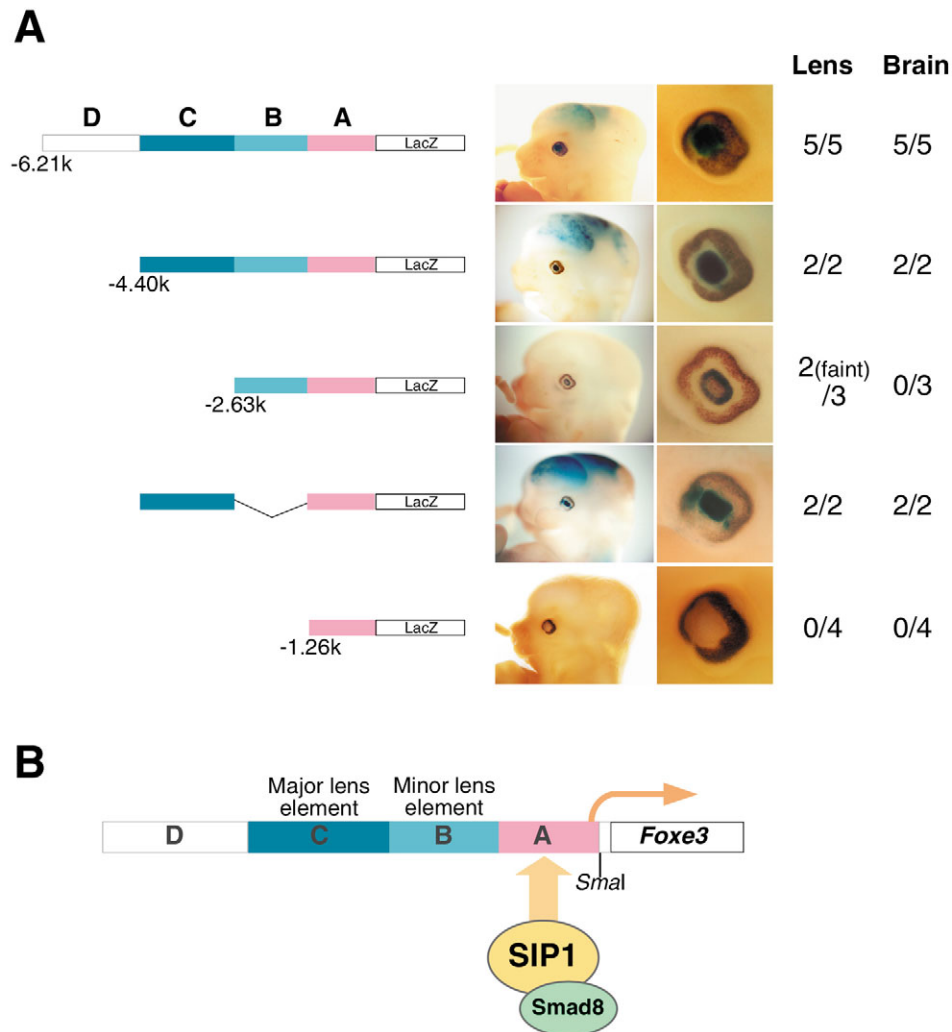 A
Lens Brain
D C B A
LacZ
-6.21k
5/5 5/5
LacZ
-4.40k
2/2 2/2
LacZ
-2.63k
2(faint)
/3
0/3
LacZ
2/2 2/2
LacZ
-1.26k
0/4 0/4
B
Major lens
element
Minor lens
element
D C B A Foxe3
SmaI
SIP1
Smad8